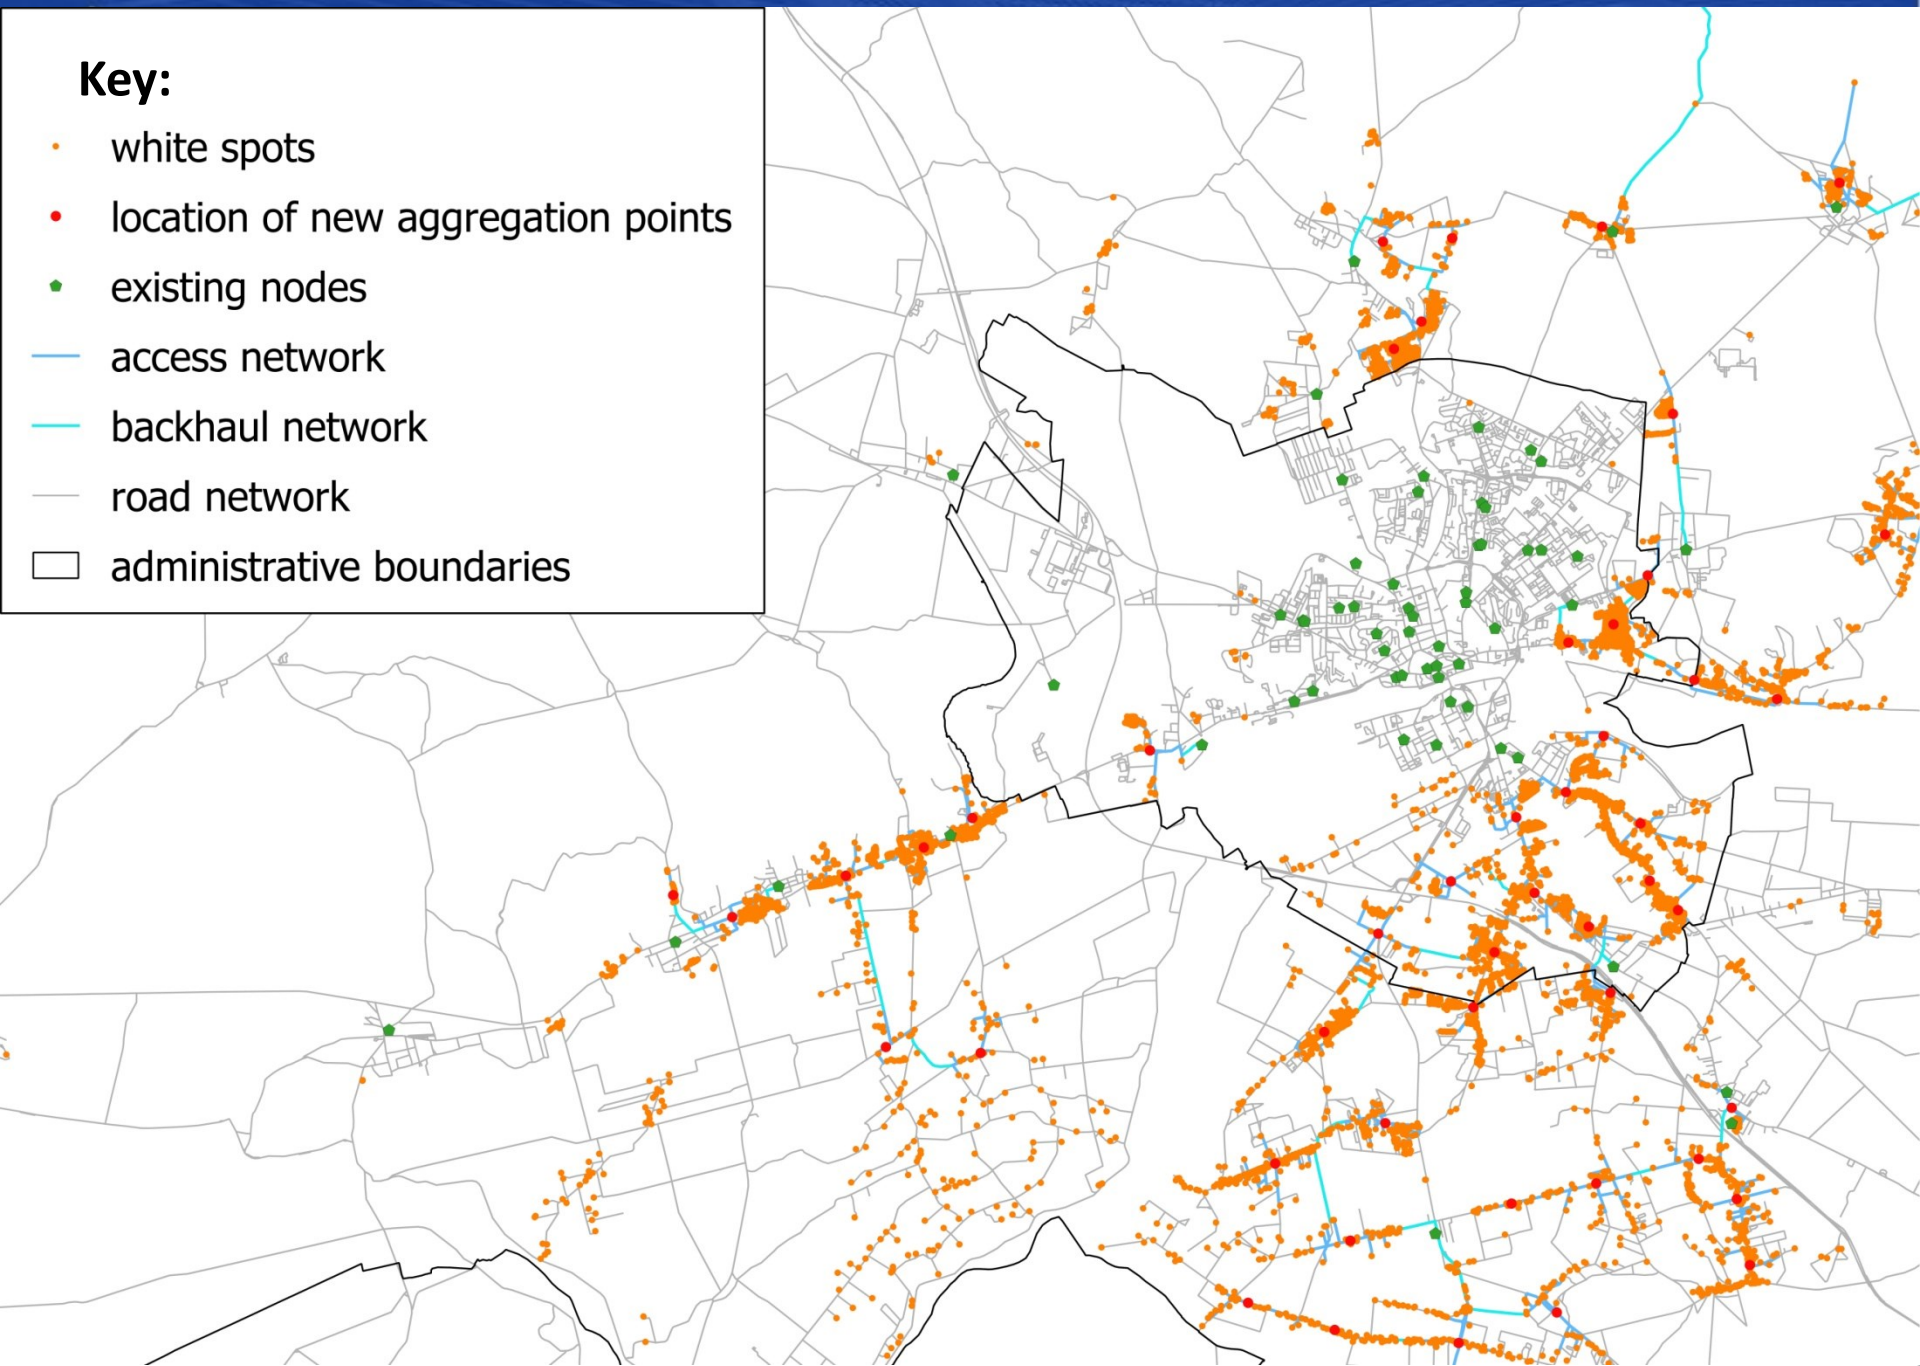 Key:
white spots
location of new aggregation points
existing nodes
access network
backhaul network
road network
administrative boundaries